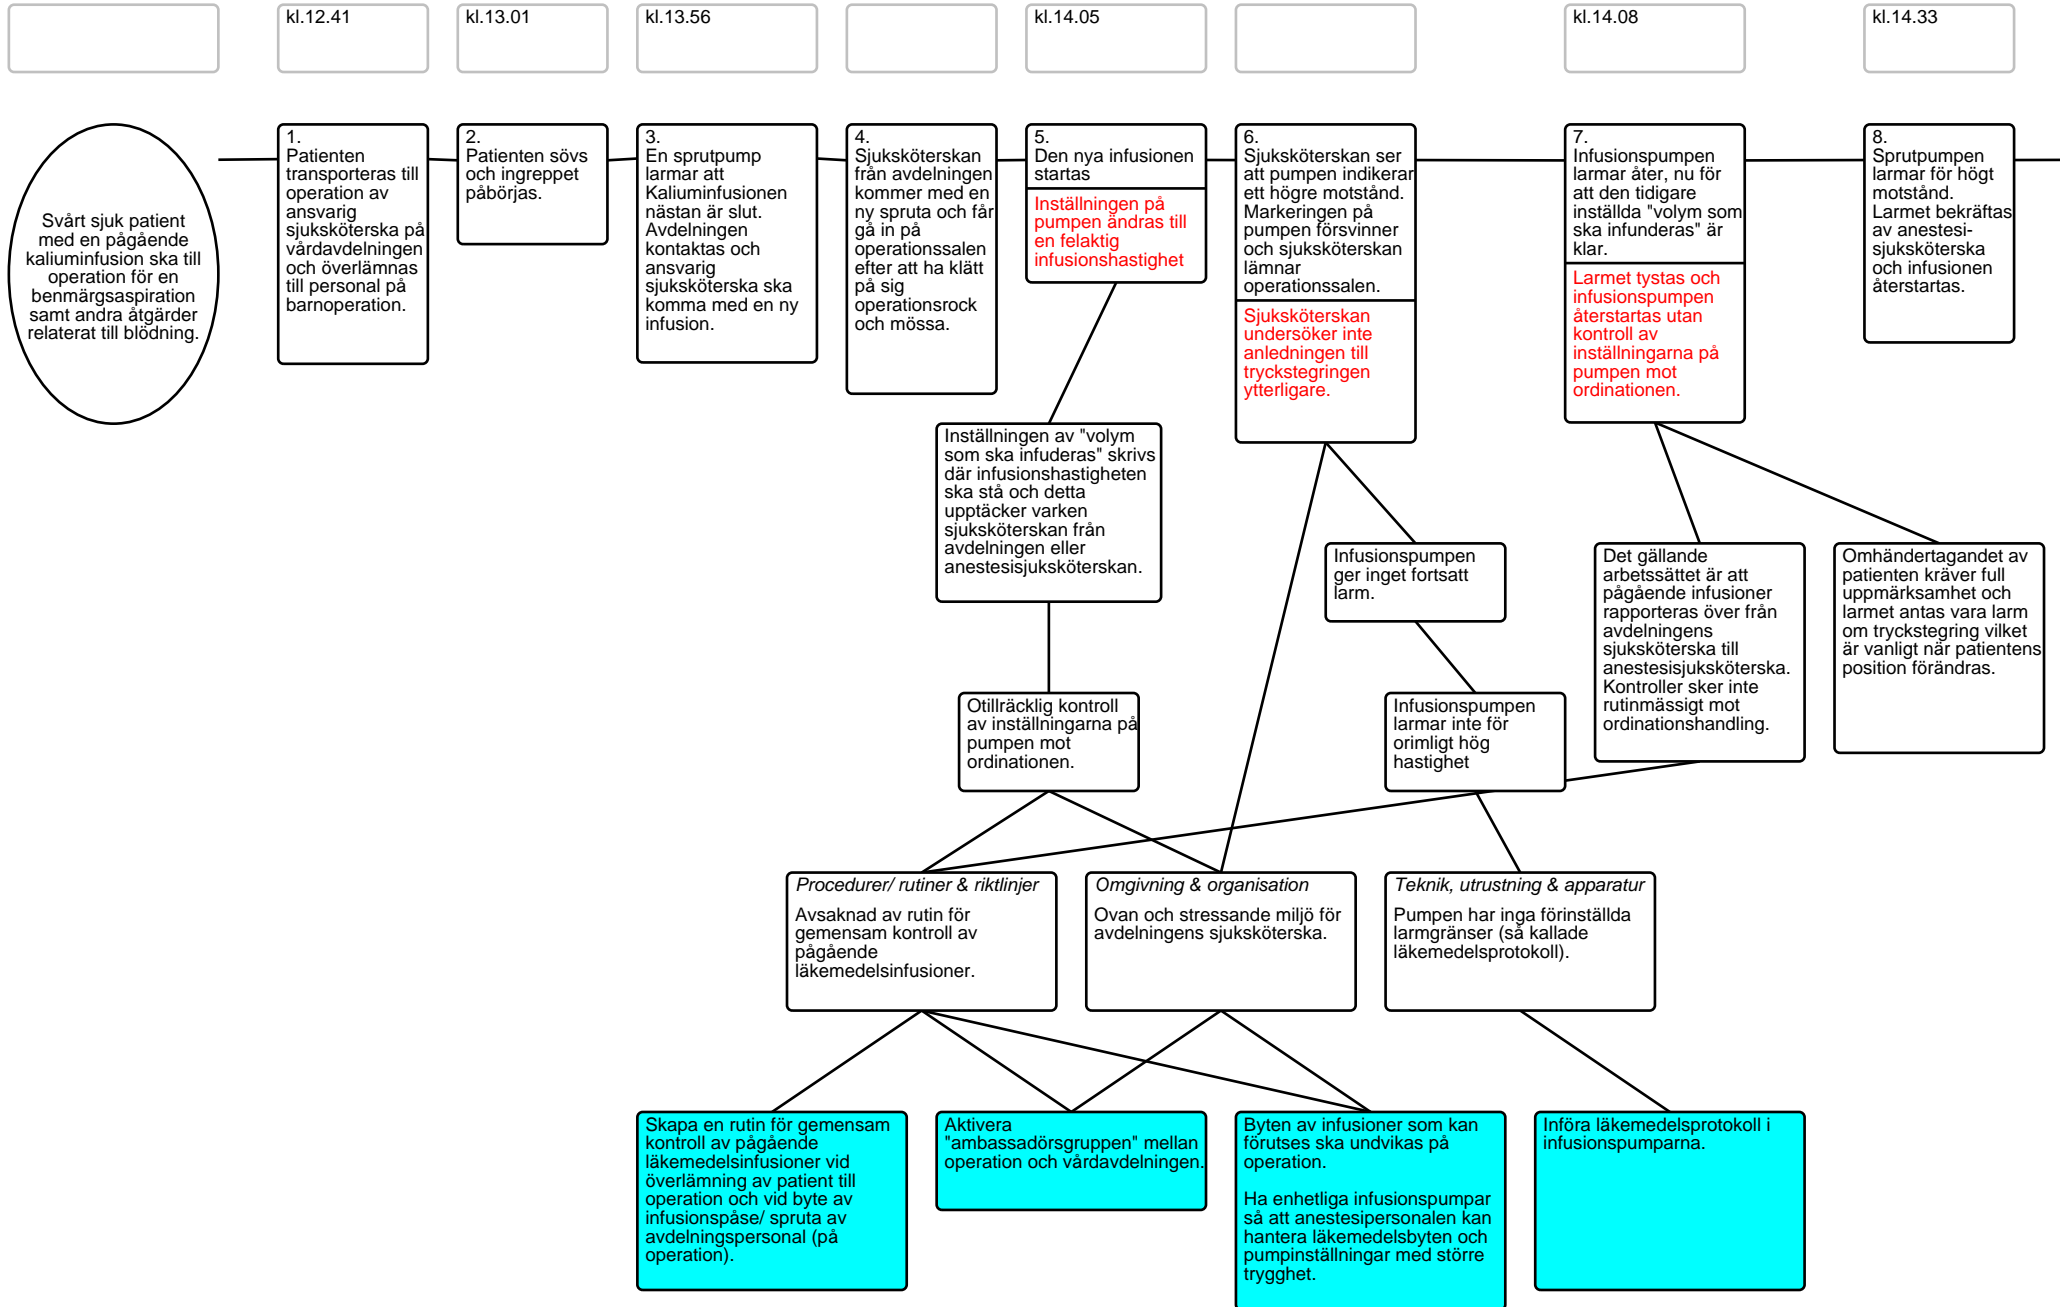 kl.12.41
kl.13.01
kl.13.56
kl.14.05
kl.14.08
kl.14.33
Svårt sjuk patient
med en pågående
kaliuminfusion ska till
operation för en
benmärgsaspiration
samt andra åtgärder
relaterat till blödning.
1.
Patienten
transporteras till
operation av
ansvarig
sjuksköterska på
vårdavdelningen
och överlämnas
till personal på
barnoperation.
2.
Patienten sövs
och ingreppet
påbörjas.
3.
En sprutpump
larmar att
Kaliuminfusionen
nästan är slut.
Avdelningen
kontaktas och
ansvarig
sjuksköterska ska
komma med en ny
infusion.
4.
Sjuksköterskan
från avdelningen
kommer med en
ny spruta och får
gå in på
operationssalen
efter att ha klätt
på sig
operationsrock
och mössa.
5.
Den nya infusionen
startas
Inställningen på
pumpen ändras till
en felaktig
infusionshastighet
6.
Sjuksköterskan ser
att pumpen indikerar
ett högre motstånd.
Markeringen på
pumpen försvinner
och sjuksköterskan
lämnar
operationssalen.
Sjuksköterskan
undersöker inte
anledningen till
tryckstegringen
ytterligare.
7.
Infusionspumpen
larmar åter, nu för
att den tidigare
inställda "volym som
ska infunderas" är
klar.
Larmet tystas och
infusionspumpen
återstartas utan
kontroll av
inställningarna på
pumpen mot
ordinationen.
8.
Sprutpumpen
larmar för högt
motstånd.
Larmet bekräftas
av anestesi-
sjuksköterska
och infusionen
återstartas.
Inställningen av "volym
som ska infuderas" skrivs
där infusionshastigheten
ska stå och detta
upptäcker varken
sjuksköterskan från
avdelningen eller
anestesisjuksköterskan.
Infusionspumpen
ger inget fortsatt
larm.
Det gällande
arbetssättet är att
pågående infusioner
rapporteras över från
avdelningens
sjuksköterska till
anestesisjuksköterska.
Kontroller sker inte
rutinmässigt mot
ordinationshandling.
Omhändertagandet av
patienten kräver full
uppmärksamhet och
larmet antas vara larm
om tryckstegring vilket
är vanligt när patientens
position förändras.
Otillräcklig kontroll
av inställningarna på
pumpen mot
ordinationen.
Infusionspumpen
larmar inte för
orimligt hög
hastighet
Procedurer/ rutiner & riktlinjer
Avsaknad av rutin för
gemensam kontroll av
pågående
läkemedelsinfusioner.
Omgivning & organisation
Ovan och stressande miljö för
avdelningens sjuksköterska.
Teknik, utrustning & apparatur
Pumpen har inga förinställda
larmgränser (så kallade
läkemedelsprotokoll).
Skapa en rutin för gemensam
kontroll av pågående
läkemedelsinfusioner vid
överlämning av patient till
operation och vid byte av
infusionspåse/ spruta av
avdelningspersonal (på
operation).
Aktivera
"ambassadörsgruppen" mellan
operation och vårdavdelningen.
Byten av infusioner som kan
förutses ska undvikas på
operation.
Ha enhetliga infusionspumpar
så att anestesipersonalen kan
hantera läkemedelsbyten och
pumpinställningar med större
trygghet.
Införa läkemedelsprotokoll i
infusionspumparna.